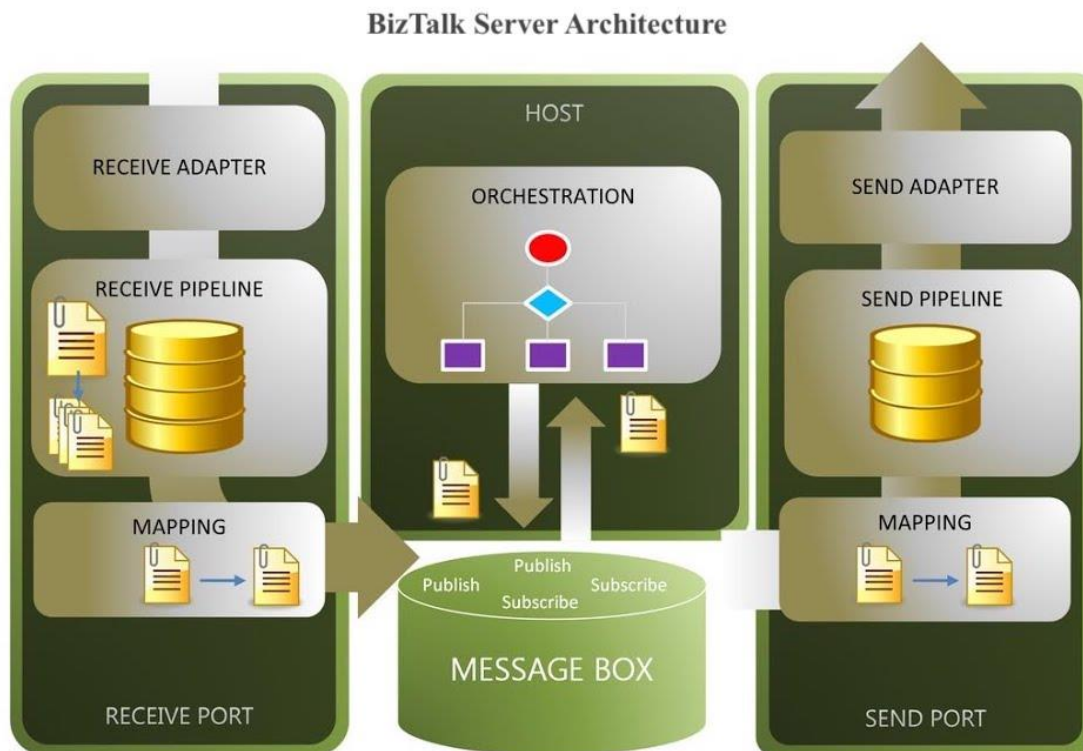 BizTalk Server Architecture
RECEIVE ADAPTER
RECEIVE PIPELINE
MAPPING
RECEIVE PORT
HOST
ORCHESTRATION
Publish
Publish
Subscribe
Subscribe
MESSAGE BOX
SEND ADAPTER
SEND PIPELINE
MAPPING
SEND PORT